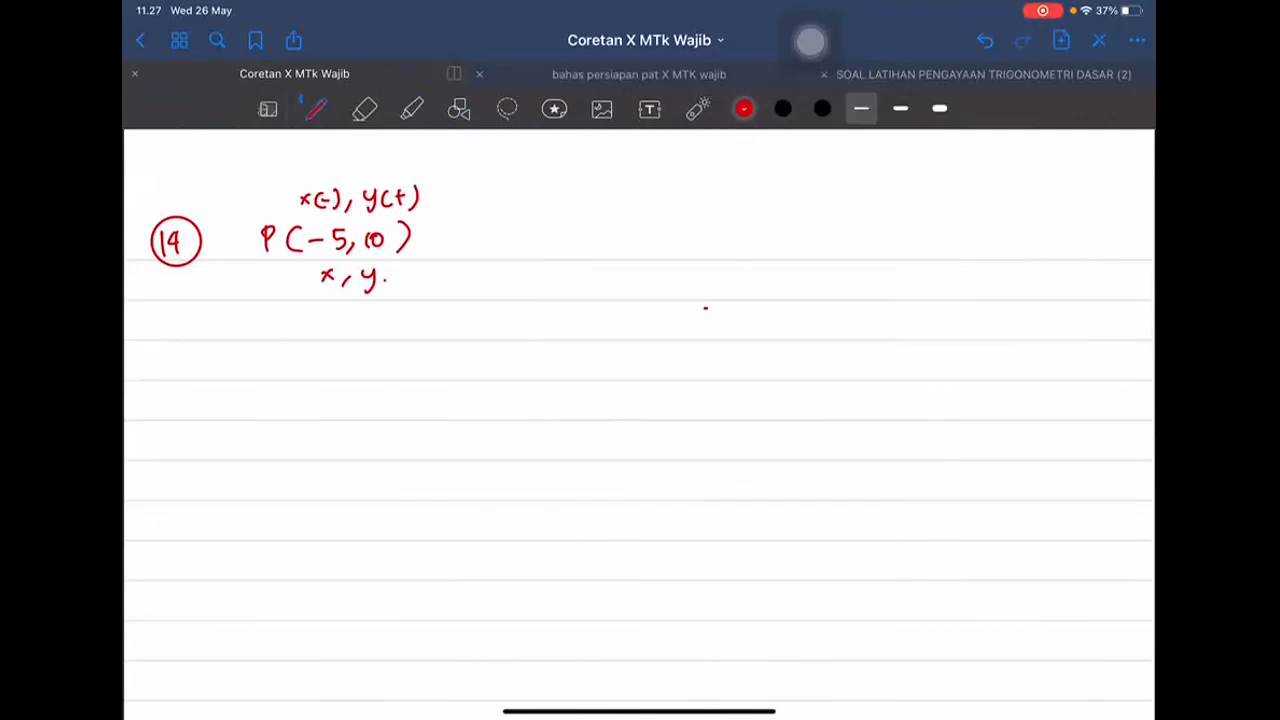 11.27 Wed 26 May
37%
Coretan X MTk Wajib
Coretan X MTk Wajib
bahas persiapan pat X MTK wajib
SOAL LATIHAN PENGAYAAN TRIGONOMETRI DASAR (2)
x(-), y(+)
14 P(-5, 10)
x, y.